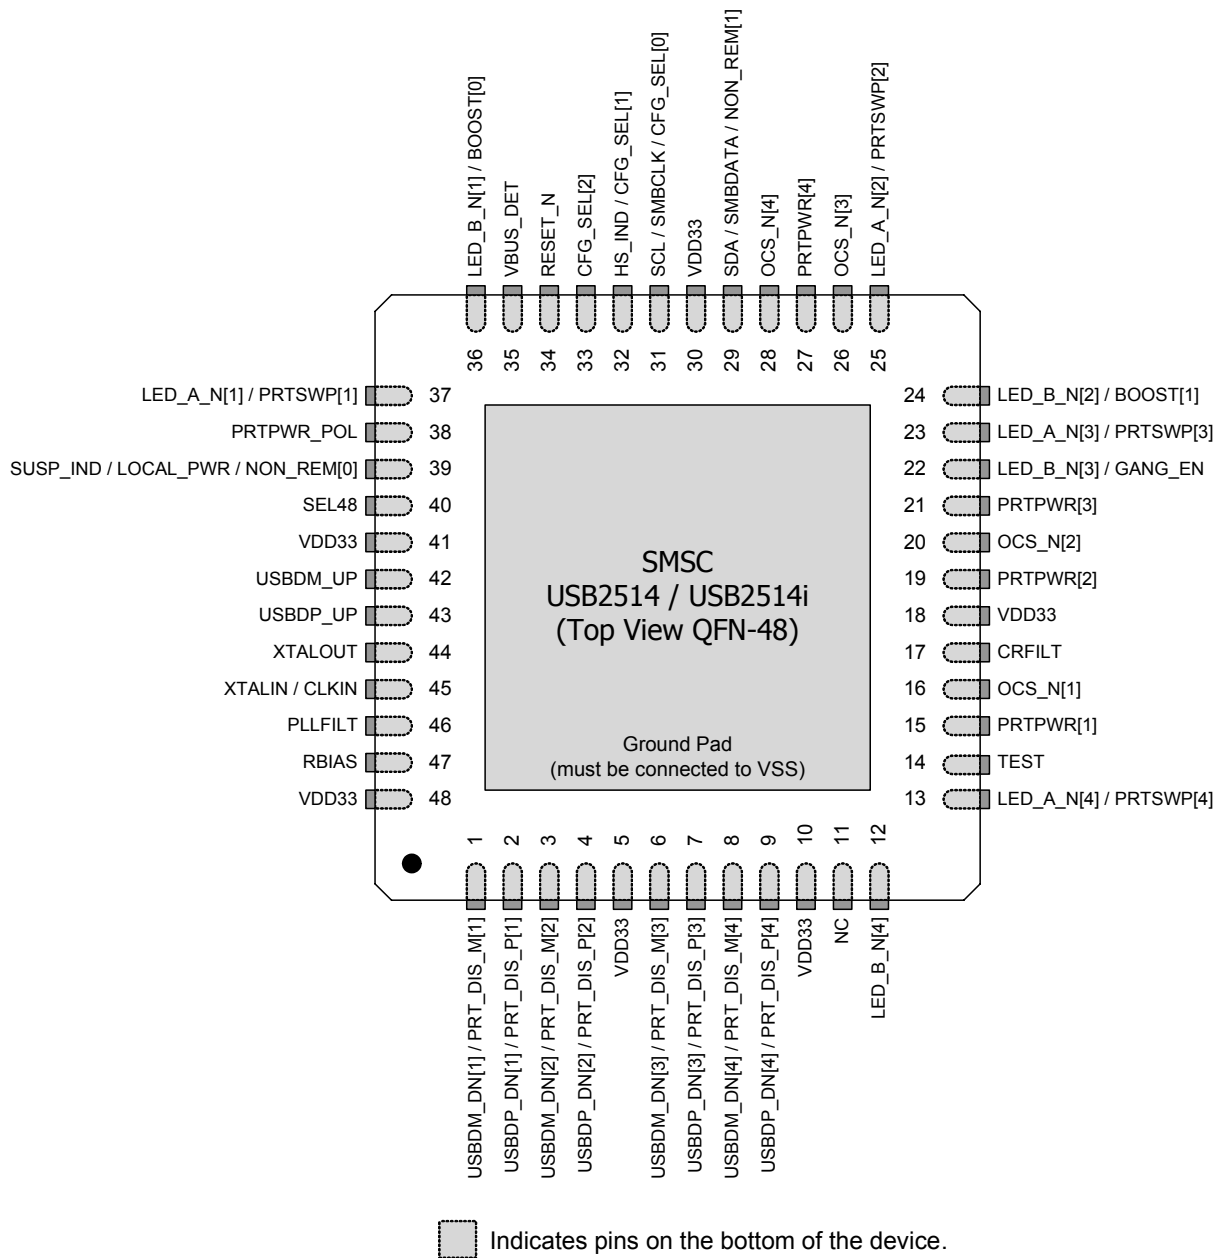 LED_B_N[1] / BOOST[0]
VBUS_DET
RESET_N
CFG_SEL[2]
HS_IND / CFG_SEL[1]
SCL / SMBCLK / CFG_SEL[0]
VDD33
SDA / SMBDATA / NON_REM[1]
OCS_N[4]
PRTPWR[4]
OCS_N[3]
LED_A_N[2] / PRTSWP[2]
36
35
34
33
32
31
30
29
28
27
26
25
LED_A_N[1] / PRTSWP[1] 37
PRTPWR_POL 38
SUSP_IND / LOCAL_PWR / NON_REM[0] 39
SEL48 40
VDD33 41
USBDM_UP 42
USBDP_UP 43
XTALOUT 44
XTALIN / CLKIN 45
PLLFILT 46
RBIAS 47
VDD33 48
SMSC
USB2514 / USB2514i
(Top View QFN-48)
Ground Pad
(must be connected to VSS)
24 LED_B_N[2] / BOOST[1]
23 LED_A_N[3] / PRTSWP[3]
22 LED_B_N[3] / GANG_EN
21 PRTPWR[3]
20 OCS_N[2]
19 PRTPWR[2]
18 VDD33
17 CRFILT
16 OCS_N[1]
15 PRTPWR[1]
14 TEST
13 LED_A_N[4] / PRTSWP[4]
1
2
3
4
5
6
7
8
9
10
11
12
USBDM_DN[1] / PRT_DIS_M[1]
USBDP_DN[1] / PRT_DIS_P[1]
USBDM_DN[2] / PRT_DIS_M[2]
USBDP_DN[2] / PRT_DIS_P[2]
VDD33
USBDM_DN[3] / PRT_DIS_M[3]
USBDP_DN[3] / PRT_DIS_P[3]
USBDM_DN[4] / PRT_DIS_M[4]
USBDP_DN[4] / PRT_DIS_P[4]
VDD33
NC
LED_B_N[4]
Indicates pins on the bottom of the device.